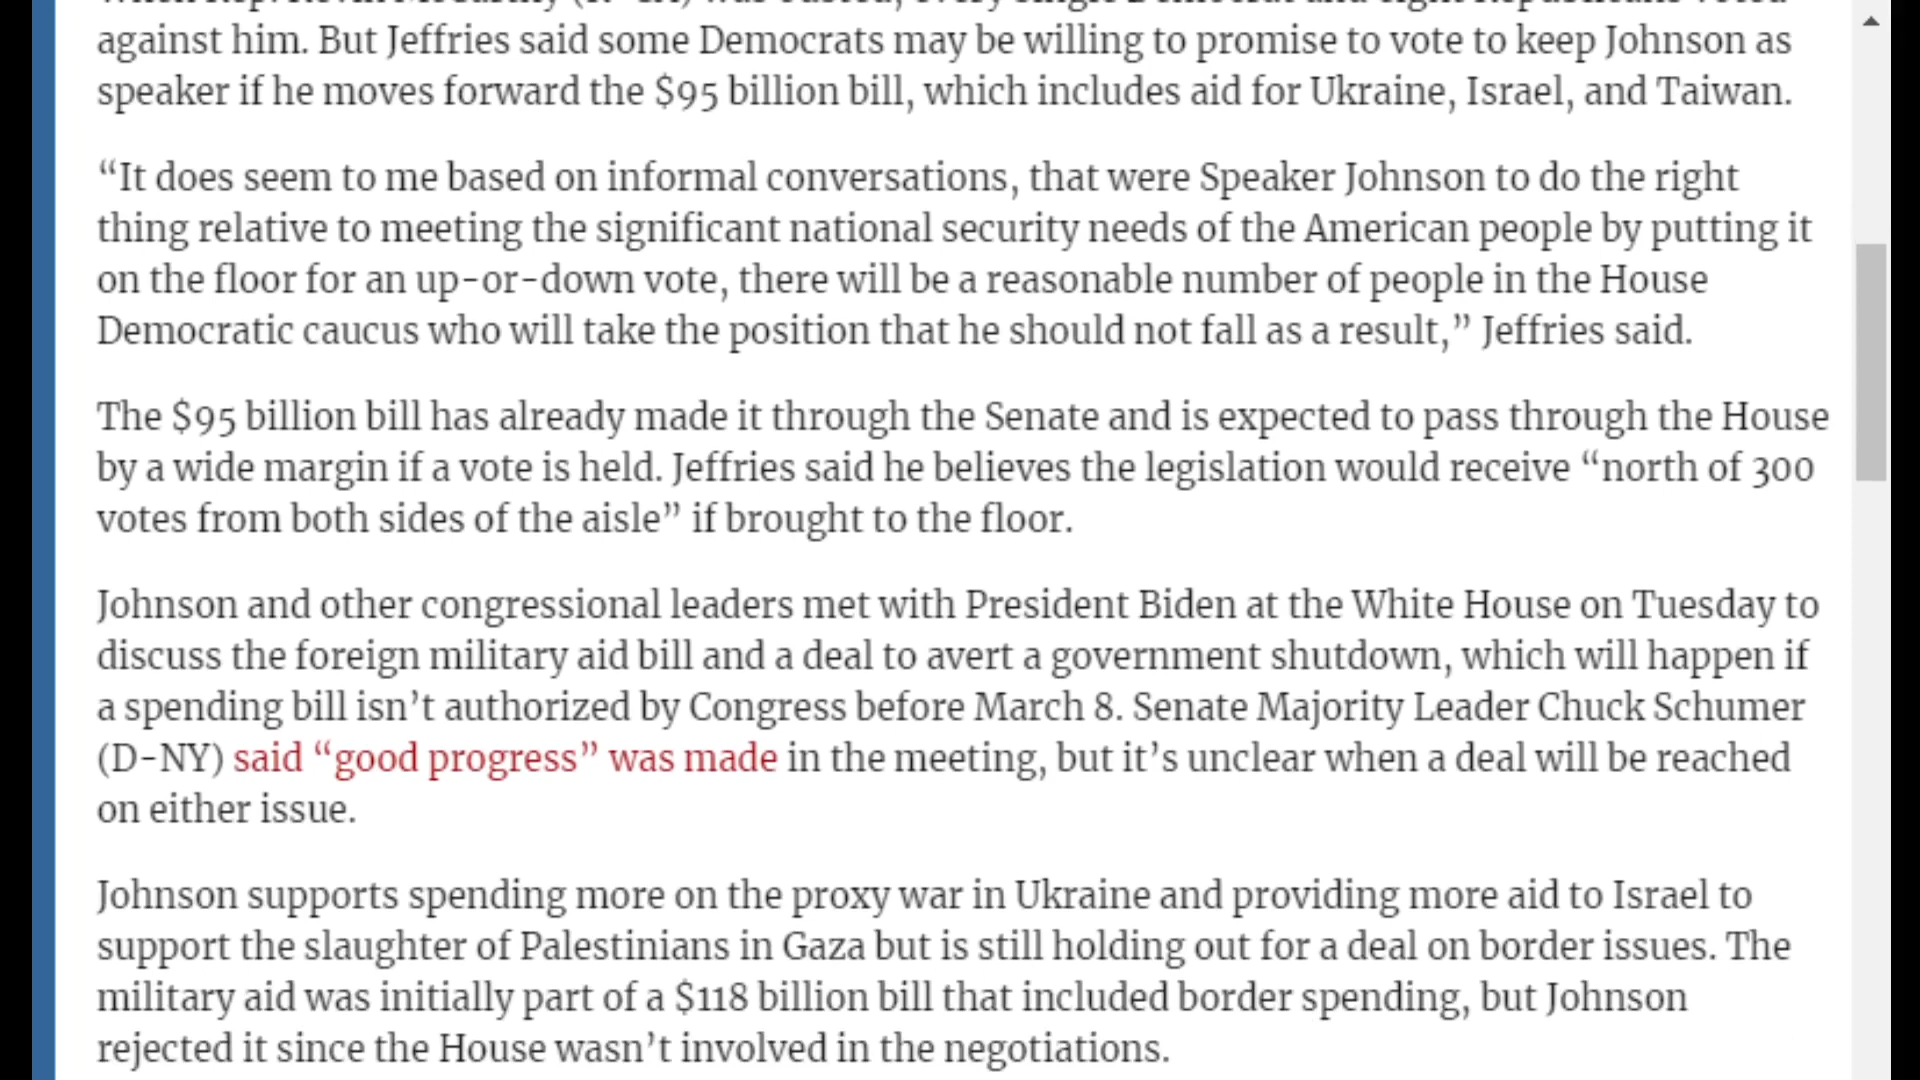 against him. But Jeffries said some Democrats may be willing to promise to vote to keep Johnson as
speaker if he moves forward the $95 billion bill, which includes aid for Ukraine, Israel, and Taiwan.
“It does seem to me based on informal conversations, that were Speaker Johnson to do the right
thing relative to meeting the significant national security needs of the American people by putting it
on the floor for an up-or-down vote, there will be a reasonable number of people in the House
Democratic caucus who will take the position that he should not fall as a result,” Jeffries said.
The $95 billion bill has already made it through the Senate and is expected to pass through the House
by a wide margin if a vote is held. Jeffries said he believes the legislation would receive “north of 300
votes from both sides of the aisle” if brought to the floor.
Johnson and other congressional leaders met with President Biden at the White House on Tuesday to
discuss the foreign military aid bill and a deal to avert a government shutdown, which will happen if
a spending bill isn’t authorized by Congress before March 8. Senate Majority Leader Chuck Schumer
(D-NY) said “good progress” was made in the meeting, but it’s unclear when a deal will be reached
on either issue.
Johnson supports spending more on the proxy war in Ukraine and providing more aid to Israel to
support the slaughter of Palestinians in Gaza but is still holding out for a deal on border issues. The
military aid was initially part of a $118 billion bill that included border spending, but Johnson
rejected it since the House wasn’t involved in the negotiations.